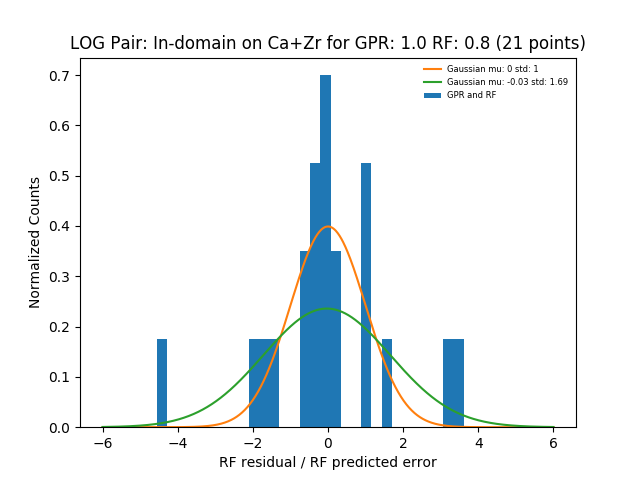 LOG Pair: In-domain on Ca+Zr for GPR: 1.0 RF: 0.8 (21 points)
Gaussian mu: 0 std: 1
Gaussian mu: -0.03 std: 1.69
GPR and RF
Normalized Counts
0.7
0.6
0.5
0.4
0.3
0.2
0.1
0.0
−6 −4 −2 0 2 4 6
RF residual / RF predicted error